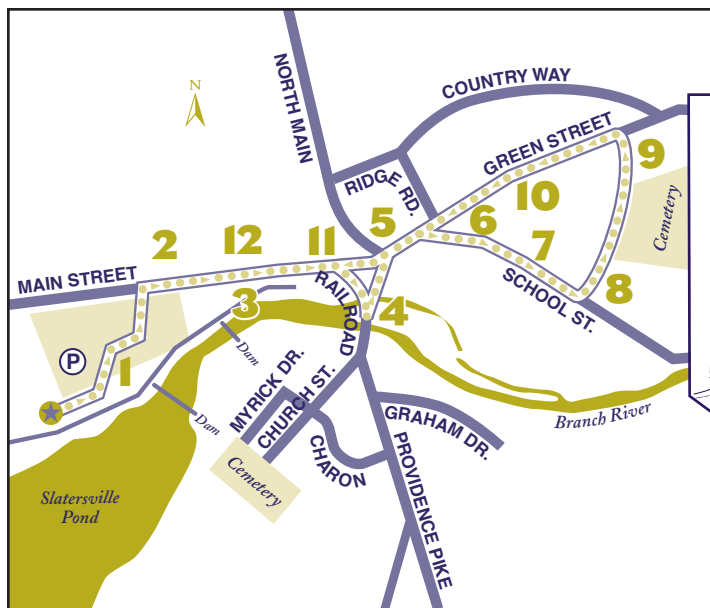 N
NORTH MAIN
COUNTRY WAY
GREEN STREET
RIDGE RD.
9
10
Cemetery
2
12
11
5
6
7
MAIN STREET
8
SCHOOL ST.
3
RAILROAD
4
P
1
Dam
Dam
MYRICK DR.
CHURCH ST.
GRAHAM DR.
Branch River
CHARON
Cemetery
PROVIDENCE PIKE
Slatersville
Pond